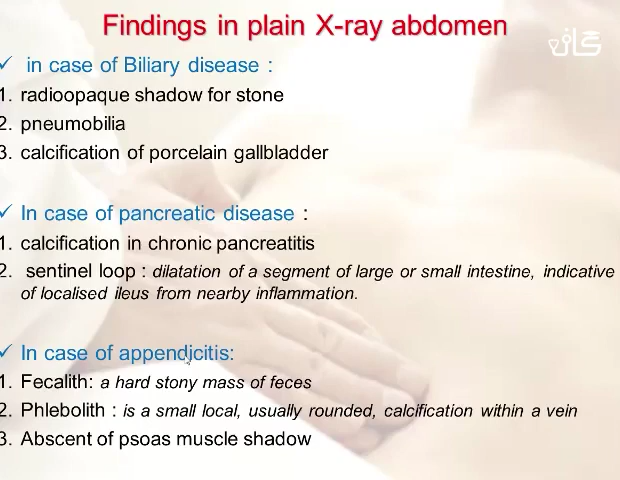 Findings in plain X-ray abdomen
كان
✓ in case of Biliary disease :
1. radioopaque shadow for stone
2. pneumobilia
3. calcification of porcelain gallbladder
✓ In case of pancreatic disease :
1. calcification in chronic pancreatitis
2. sentinel loop : dilatation of a segment of large or small intestine, indicative
of localised ileus from nearby inflammation.
✓ In case of appendicitis:
1. Fecalith: a hard stony mass of feces
2. Phlebolith : is a small local, usually rounded, calcification within a vein
3. Abscent of psoas muscle shadow